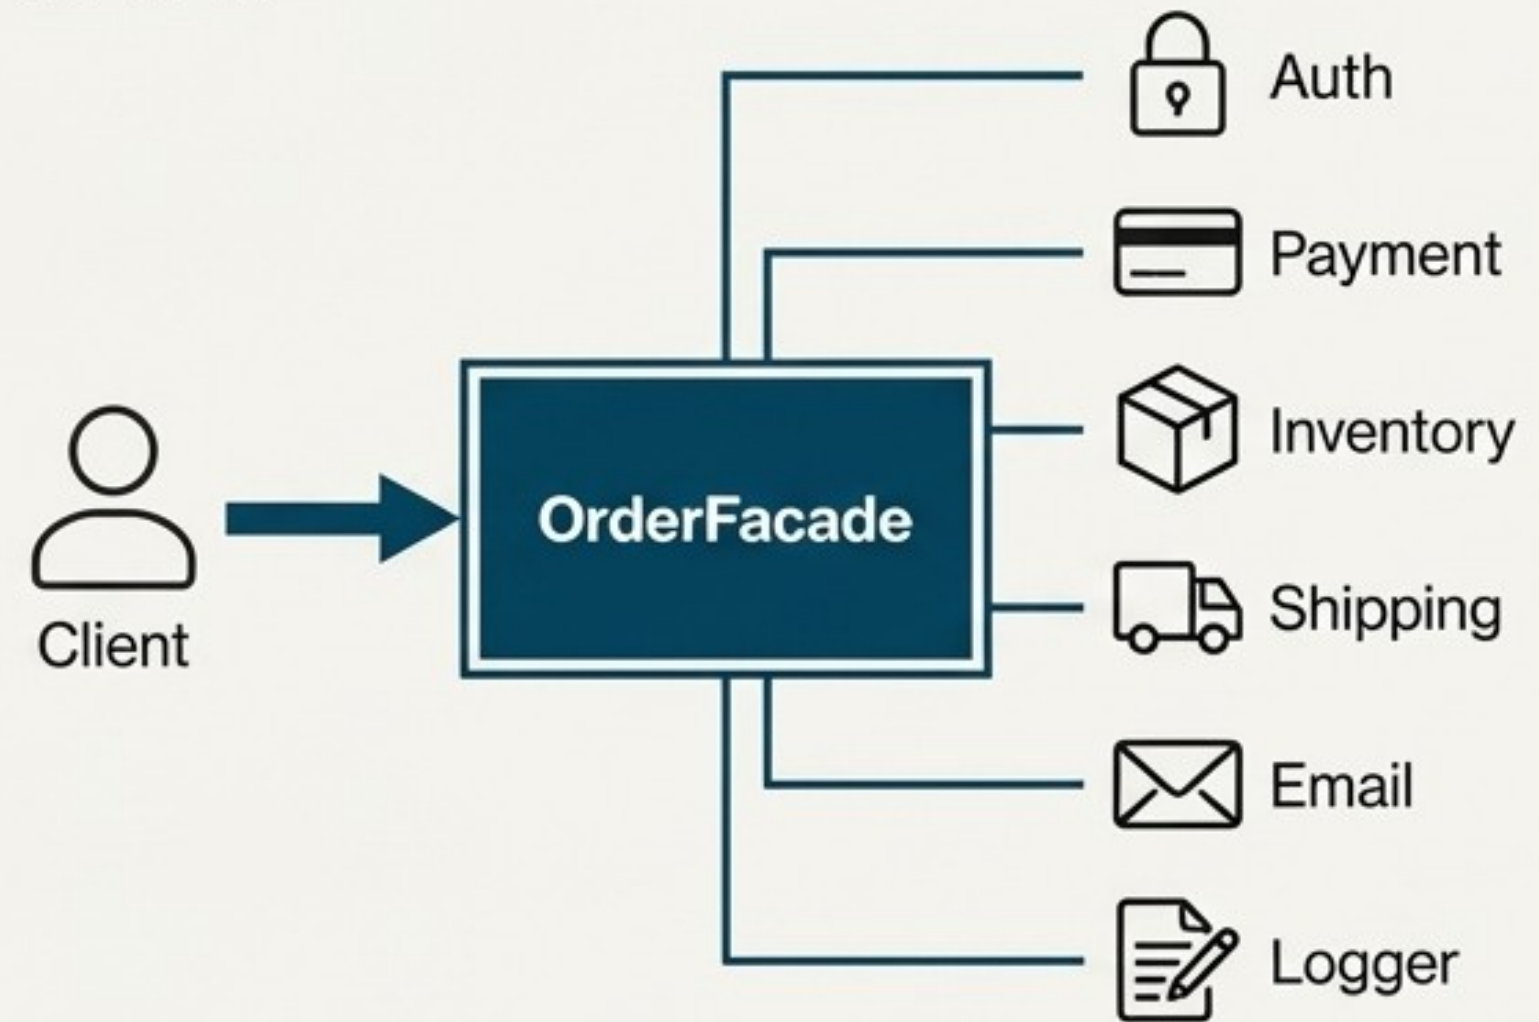 Auth
Payment
Inventory
OrderFacade
Shipping
Client
Email
Logger